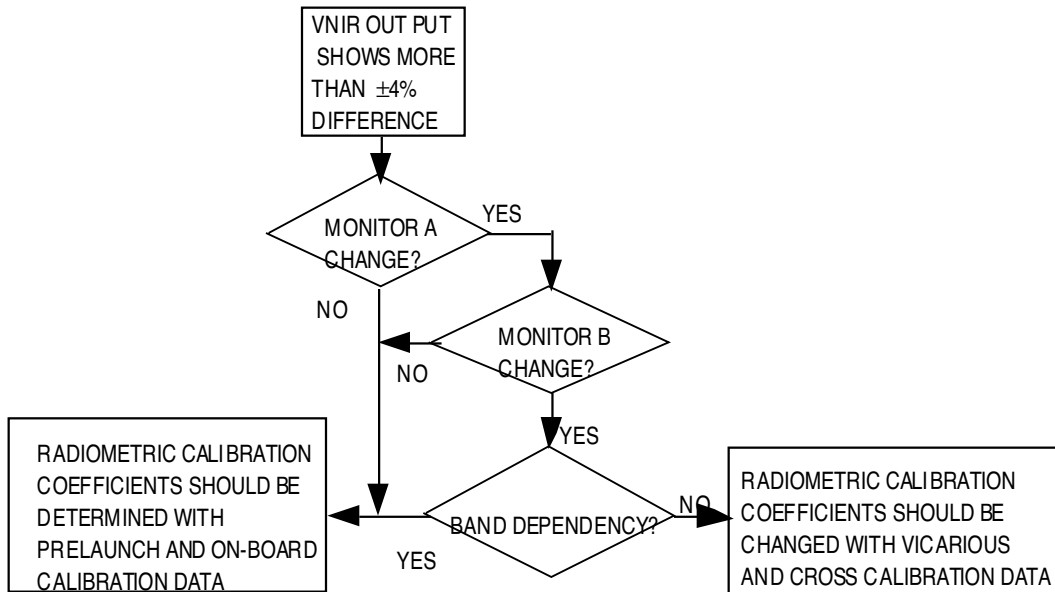 VNIR OUT PUT
SHOWS MORE
THAN ±4%
DIFFERENCE
MONITOR A
CHANGE?
YES
NO
MONITOR B
CHANGE?
NO
YES
RADIOMETRIC CALIBRATION
COEFFICIENTS SHOULD BE
DETERMINED WITH
PRELAUNCH AND ON-BOARD
CALIBRATION DATA
BAND DEPENDENCY?
YES
NO
RADIOMETRIC CALIBRATION
COEFFICIENTS SHOULD BE
CHANGED WITH VICARIOUS
AND CROSS CALIBRATION DATA